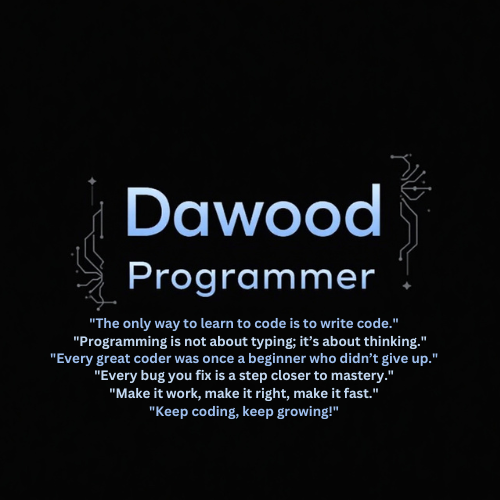 Dawood
Programmer
"The only way to learn to code is to write code."
"Programming is not about typing; it’s about thinking."
"Every great coder was once a beginner who didn’t give up."
"Every bug you fix is a step closer to mastery."
"Make it work, make it right, make it fast."
"Keep coding, keep growing!"